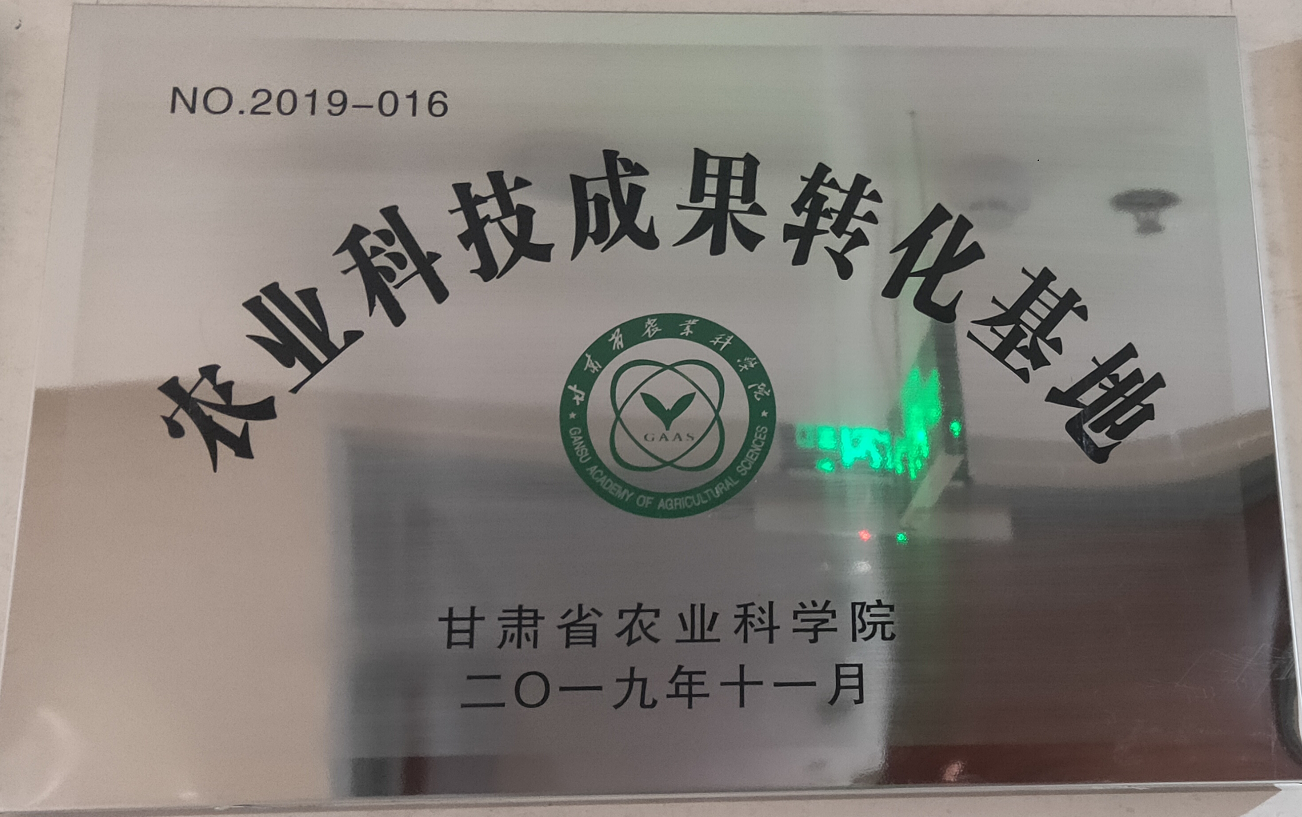 NO.2019-016
农业科技成果转化基地
甘肃省农业科学院
GAAS
GANSU ACADEMY OF AGRICULTURAL SCIENCES
甘肃省农业科学院
二〇一九年十一月